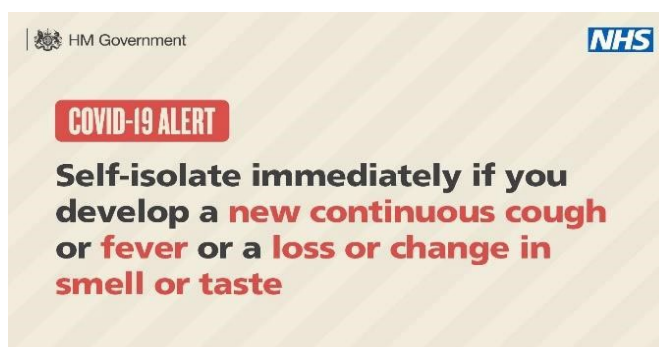 HM Government
NHS
COVID-19 ALERT
Self-isolate immediately if you
develop a new continuous cough
or fever or a loss or change in
smell or taste